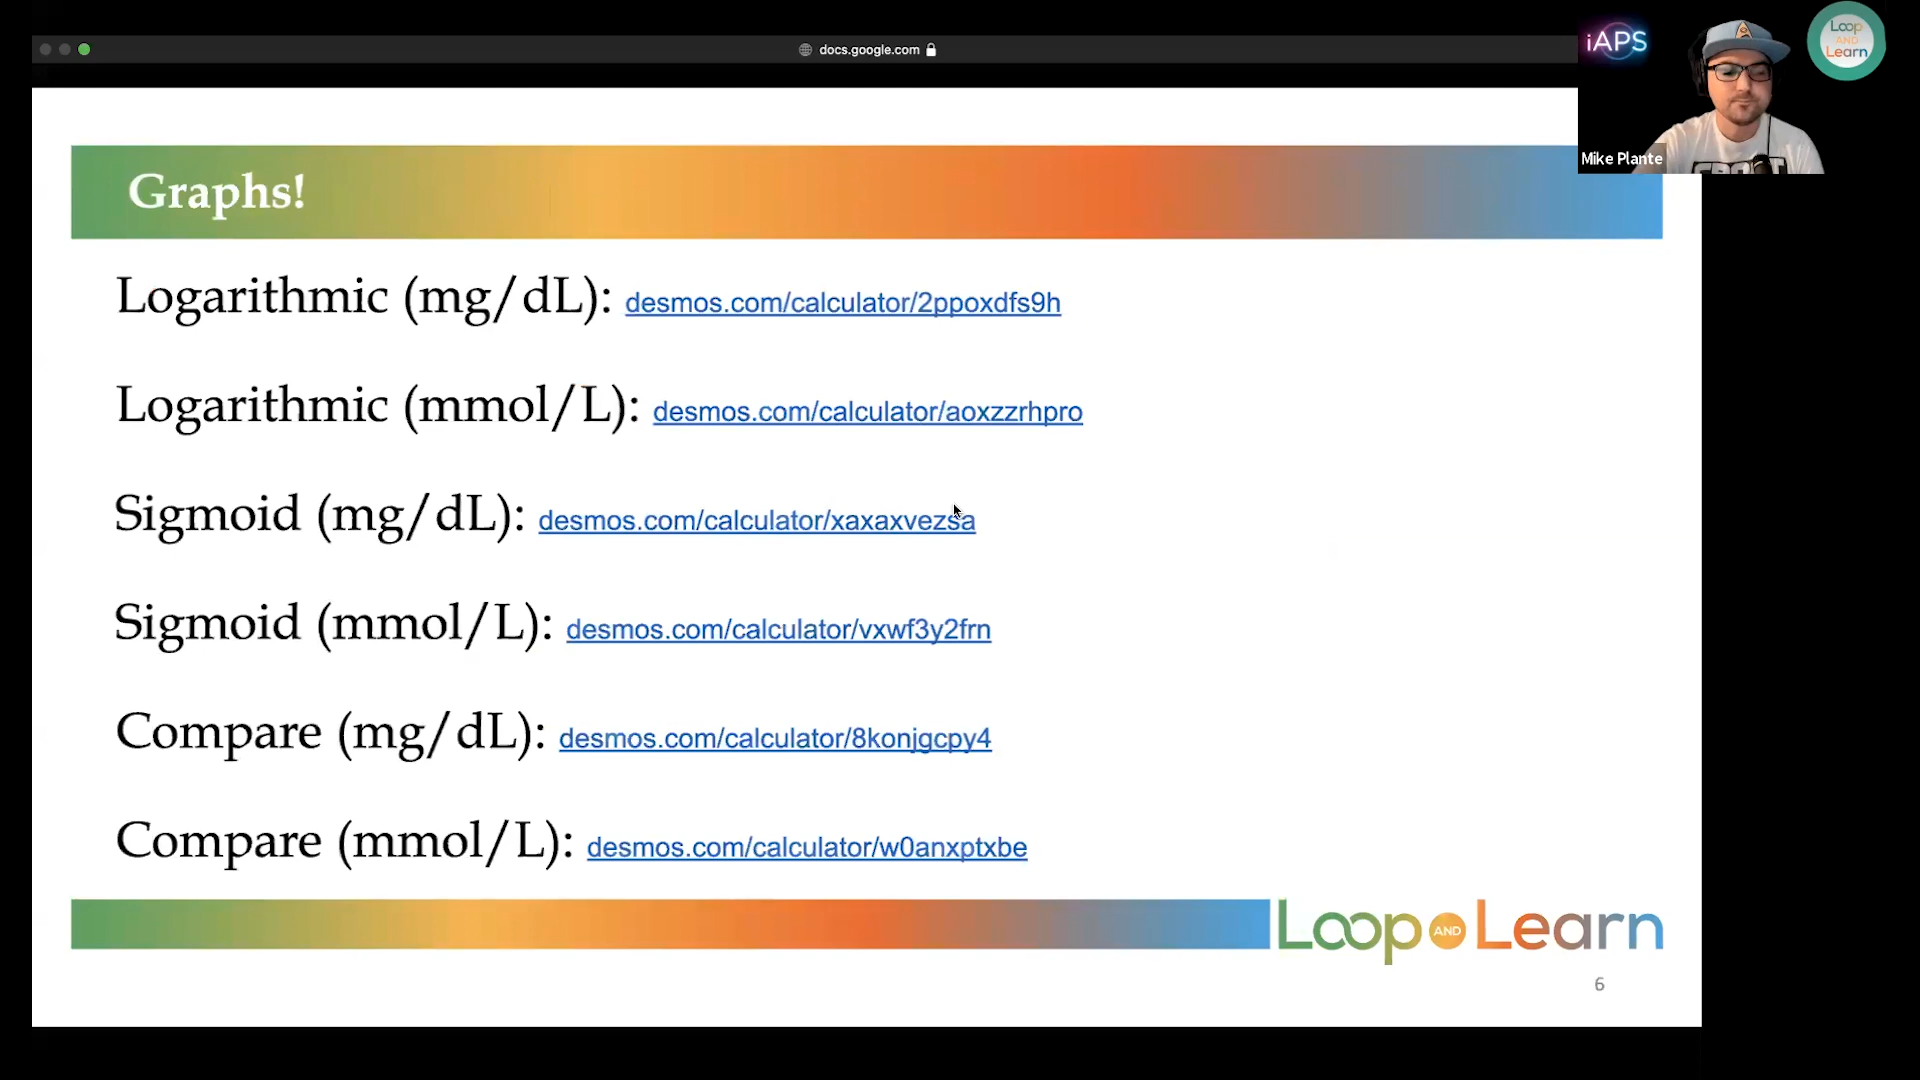 docs.google.com
iAPS
Loop
AND
Learn
Mike Plante
Graphs!
Logarithmic (mg/dL): desmos.com/calculator/2ppoxdfs9h
Logarithmic (mmol/L): desmos.com/calculator/aoxzzrhpro
Sigmoid (mg/dL): desmos.com/calculator/xaxaxvezsa
Sigmoid (mmol/L): desmos.com/calculator/vxwf3y2frn
Compare (mg/dL): desmos.com/calculator/8konjgcpy4
Compare (mmol/L): desmos.com/calculator/w0anxptxbe
Loop AND Learn
6